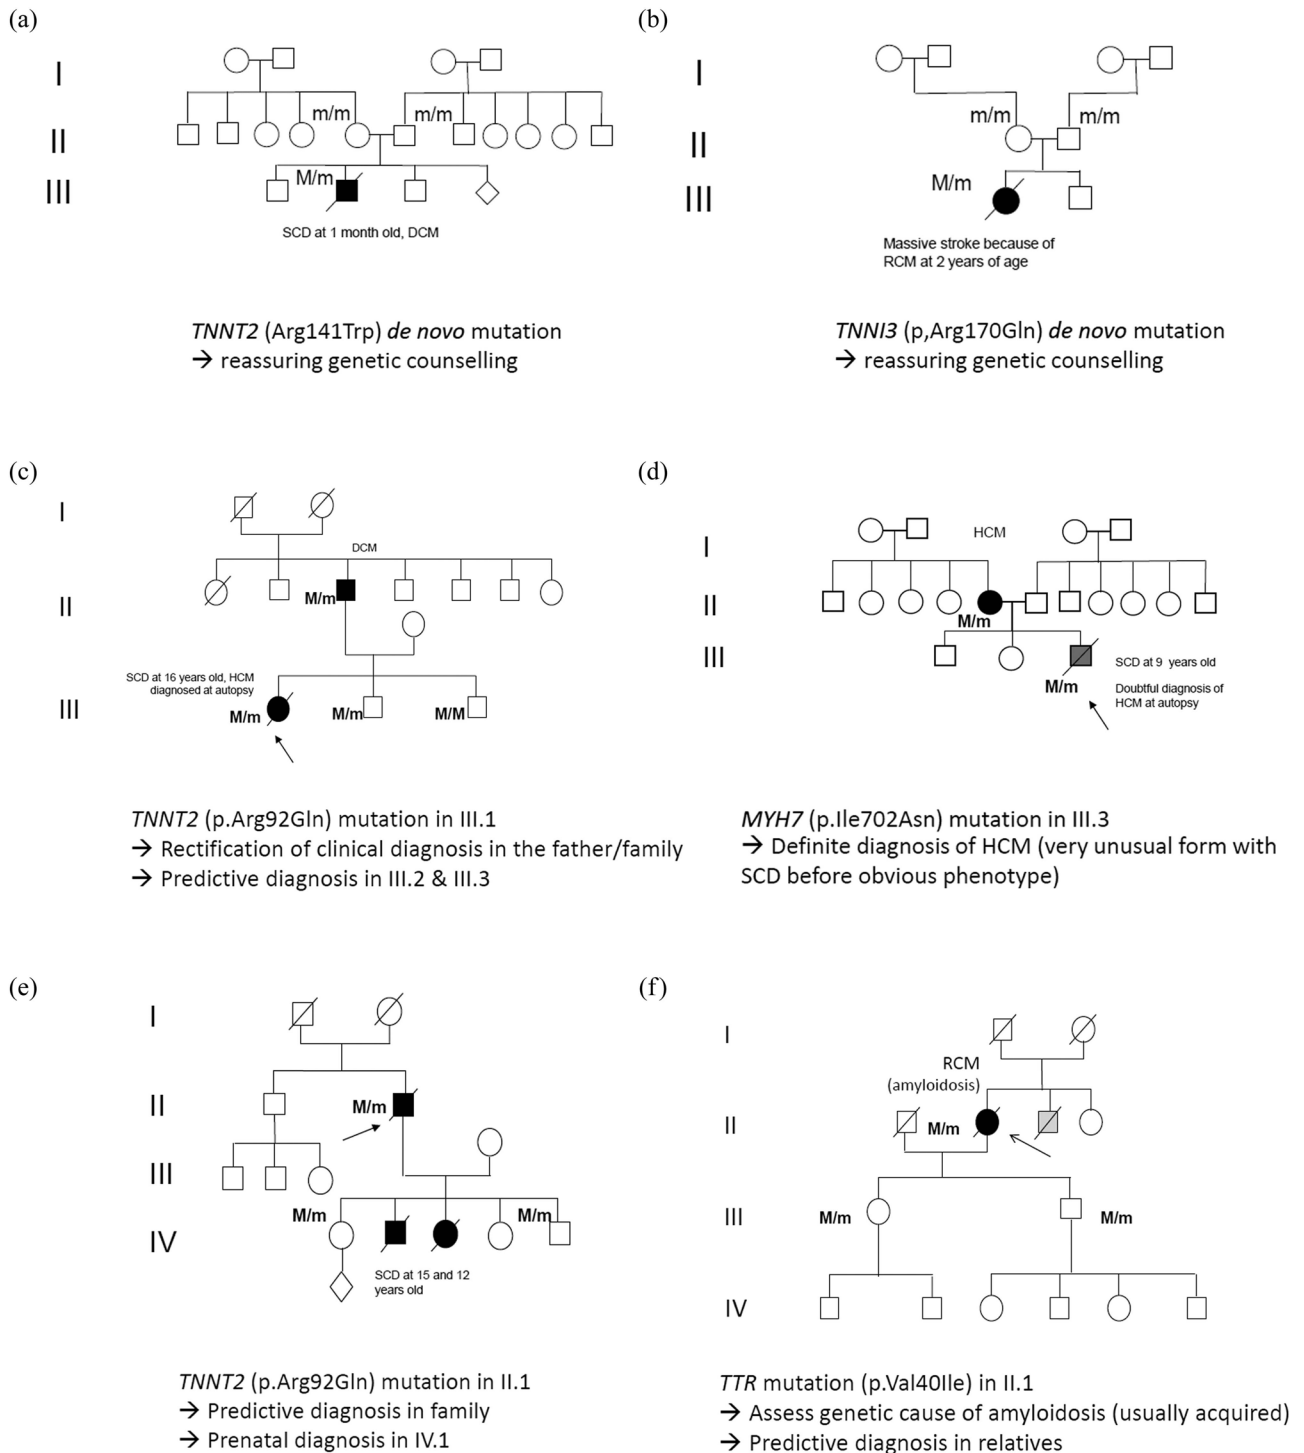 (a)
I
m/m
m/m
II
M/m
III
SCD at 1 month old, DCM
TNNT2 (Arg141Trp) de novo mutation
→ reassuring genetic counselling
(b)
I
m/m
m/m
II
M/m
III
Massive stroke because of
RCM at 2 years of age
TNNI3 (p,Arg170Gln) de novo mutation
→ reassuring genetic counselling
(c)
I
DCM
M/m
II
SCD at 16 years old, HCM
diagnosed at autopsy
III
M/m
M/m
M/M
TNNT2 (p.Arg92Gln) mutation in III.1
→ Rectification of clinical diagnosis in the father/family
→ Predictive diagnosis in III.2 & III.3
(d)
HCM
I
II
M/m
III
SCD at 9 years old
M/m
Doubtful diagnosis of
HCM at autopsy
MYH7 (p.Ile702Asn) mutation in III.3
→ Definite diagnosis of HCM (very unusual form with
SCD before obvious phenotype)
(e)
I
II
M/m
III
M/m
M/m
IV
SCD at 15 and 12
years old
TNNT2 (p.Arg92Gln) mutation in II.1
→ Predictive diagnosis in family
→ Prenatal diagnosis in IV.1
(f)
I
RCM
(amyloidosis)
II
M/m
III
M/m
M/m
IV
TTR mutation (p.Val40Ile) in II.1
→ Assess genetic cause of amyloidosis (usually acquired)
→ Predictive diagnosis in relatives